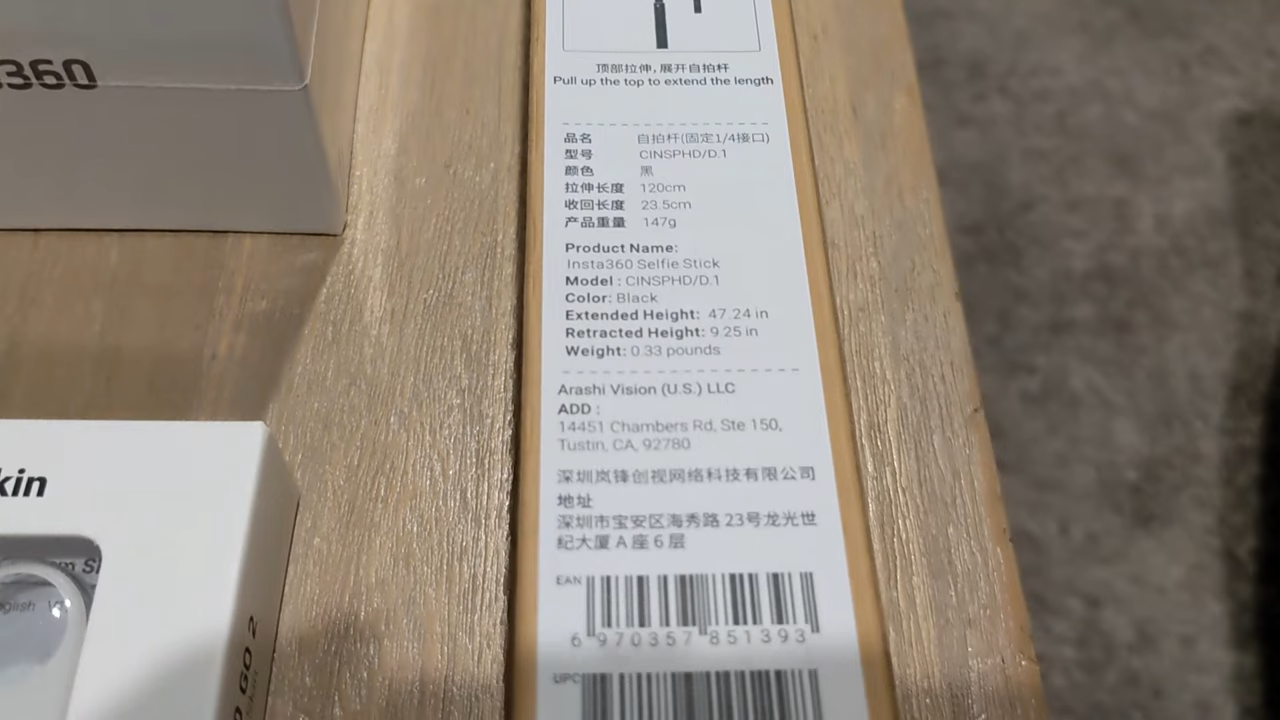 360
顶部拉伸,展开自拍杆
Pull up the top to extend the length
品名 自拍杆(固定1/4接口)
型号 CINSPHD/D.1
颜色 黑
拉伸长度 120cm
收回长度 23.5cm
产品重量 147g
Product Name:
Insta360 Selfie Stick
Model : CINSPHD/D.1
Color: Black
Extended Height: 47.24 in
Retracted Height: 9.25 in
Weight: 0.33 pounds
Arashi Vision (U.S.) LLC
ADD :
14451 Chambers Rd, Ste 150,
Tustin, CA, 92780
深圳岚锋创视网络科技有限公司
地址
深圳市宝安区海秀路 23号龙光世
纪大厦 A 座 6 层
EAN
6 970357 851393
UPC
kin
GO 2